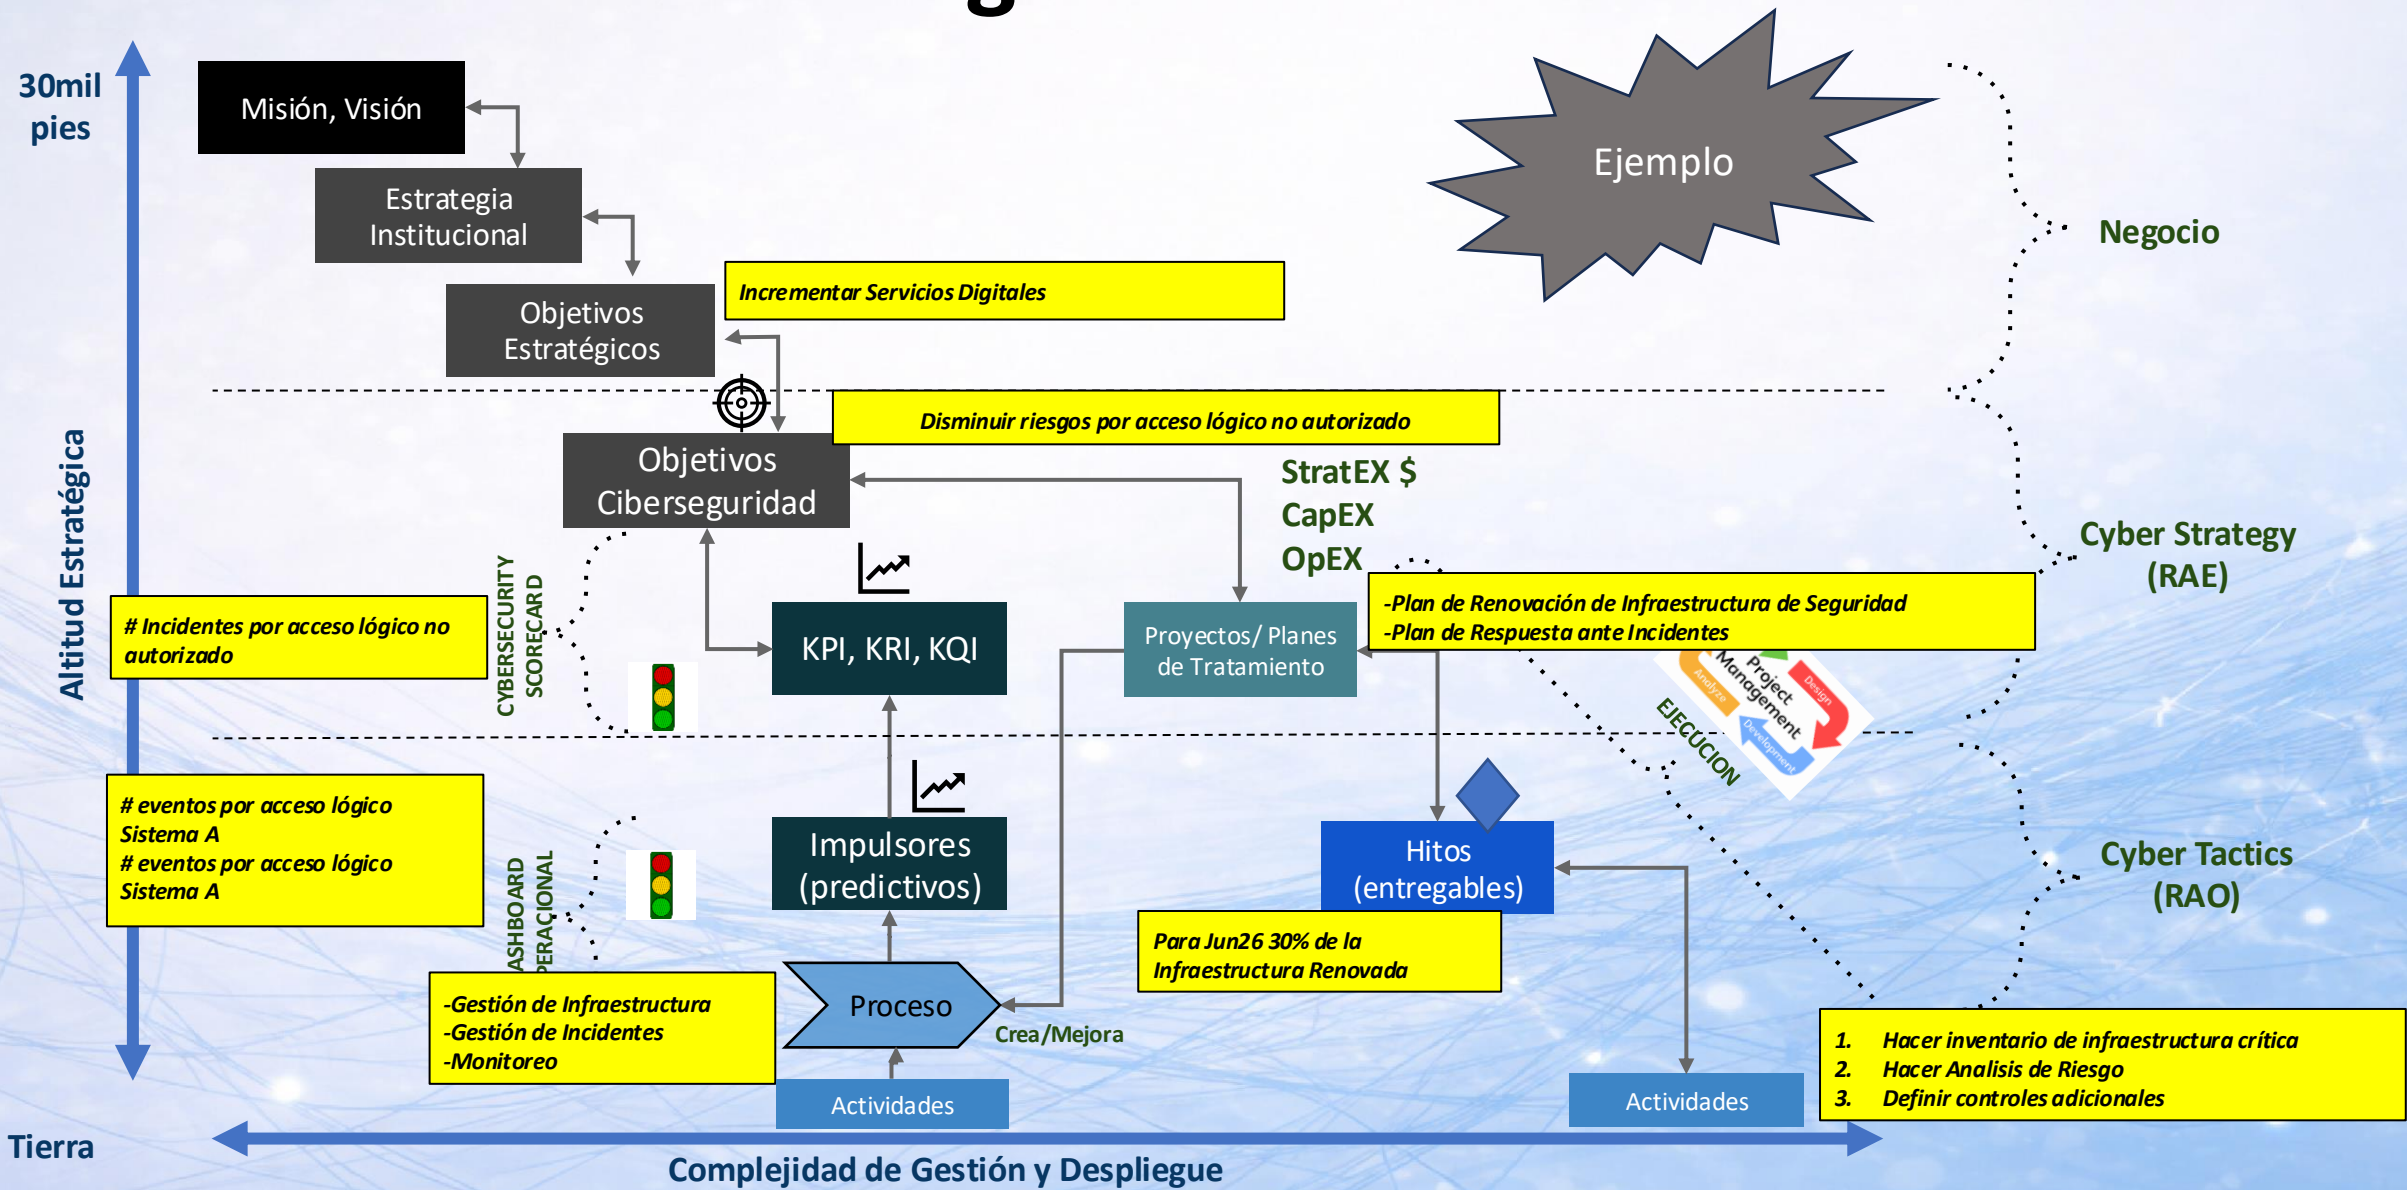 30mil
pies
Misión, Visión
Ejemplo
Estrategia
Institucional
Negocio
Incrementar Servicios Digitales
Objetivos
Estratégicos
Disminuir riesgos por acceso lógico no autorizado
Objetivos
Ciberseguridad
StratEX $
CapEX
OpEX
Cyber Strategy
(RAE)
Altitud Estratégica
CYBERSECURITY
SCORECARD
# Incidentes por acceso lógico no
autorizado
KPI, KRI, KQI
Proyectos/ Planes
de Tratamiento
-Plan de Renovación de Infraestructura de Seguridad
-Plan de Respuesta ante Incidentes
Project
Management
Analyze
Design
Development
EJECUCION
# eventos por acceso lógico
Sistema A
# eventos por acceso lógico
Sistema A
ASHBOARD
PERACIONAL
Impulsores
(predictivos)
Hitos
(entregables)
Cyber Tactics
(RAO)
Para Jun26 30% de la
Infraestructura Renovada
-Gestión de Infraestructura
-Gestión de Incidentes
-Monitoreo
Proceso
Crea/Mejora
1. Hacer inventario de infraestructura crítica
2. Hacer Analisis de Riesgo
3. Definir controles adicionales
Actividades
Actividades
Tierra
Complejidad de Gestión y Despliegue